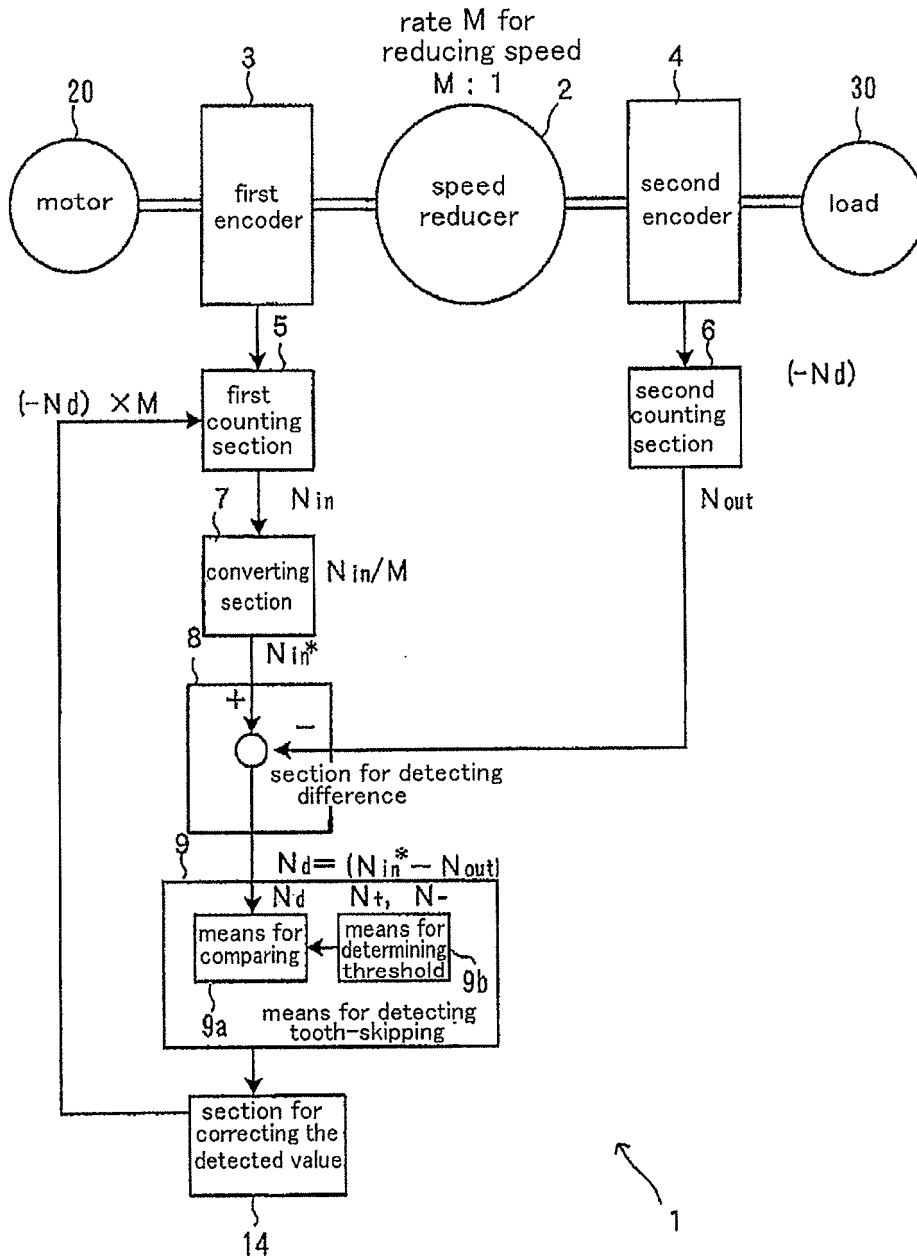 rate M for
reducing speed
M : 1
20
3
2
4
30
motor
first
encoder
speed
reducer
second
encoder
load
5
6
(-Nd) ×M
first
counting
section
second
counting
section
(-Nd)
Nin
Nout
7
converting
section
Nin/M
8
Nin*
+
−
section for detecting
difference
9
Nd=(Nin*−Nout)
Nd
N+, N-
means for
comparing
means for
determining
threshold
9a
9b
means for detecting
tooth-skipping
section for
correcting the
detected value
14
1